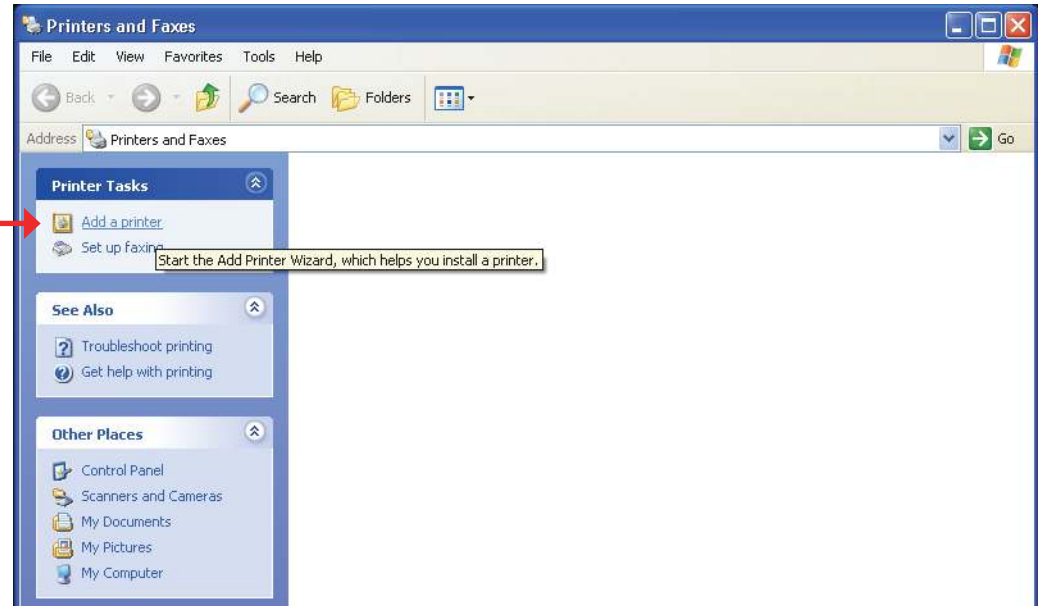 Printers and Faxes
File Edit View Favorites Tools Help
Back Search Folders
Address Printers and Faxes Go
Printer Tasks
Add a printer
Set up faxing
Start the Add Printer Wizard, which helps you install a printer.
See Also
Troubleshoot printing
Get help with printing
Other Places
Control Panel
Scanners and Cameras
My Documents
My Pictures
My Computer